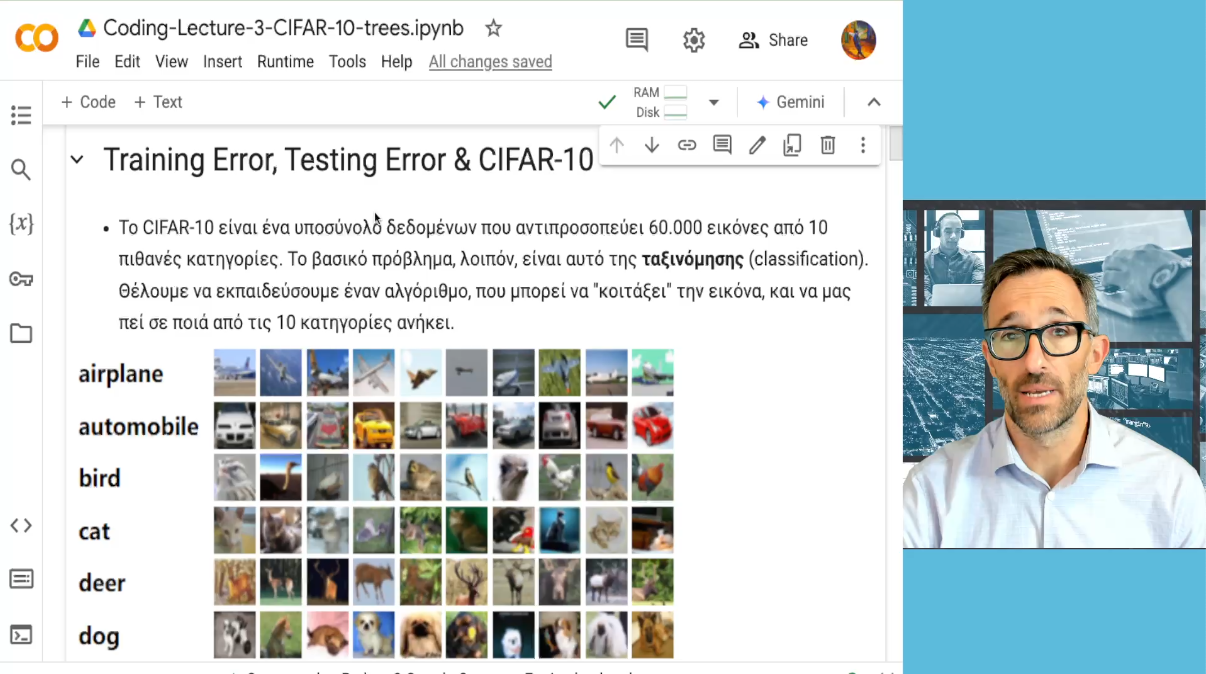 Coding-Lecture-3-CIFAR-10-trees.ipynb
File Edit View Insert Runtime Tools Help All changes saved
Share
+ Code + Text
RAM
Disk
Gemini
Training Error, Testing Error & CIFAR-10
• Το CIFAR-10 είναι ένα υποσύνολό δεδομένων που αντιπροσοπεύει 60.000 εικόνες από 10
πιθανές κατηγορίες. Το βασικό πρόβλημα, λοιπόν, είναι αυτό της ταξινόμησης (classification).
Θέλουμε να εκπαιδεύσουμε έναν αλγόριθμο, που μπορεί να "κοιτάξει" την εικόνα, και να μας
πεί σε ποιά από τις 10 κατηγορίες ανήκει.
airplane
automobile
bird
cat
deer
dog